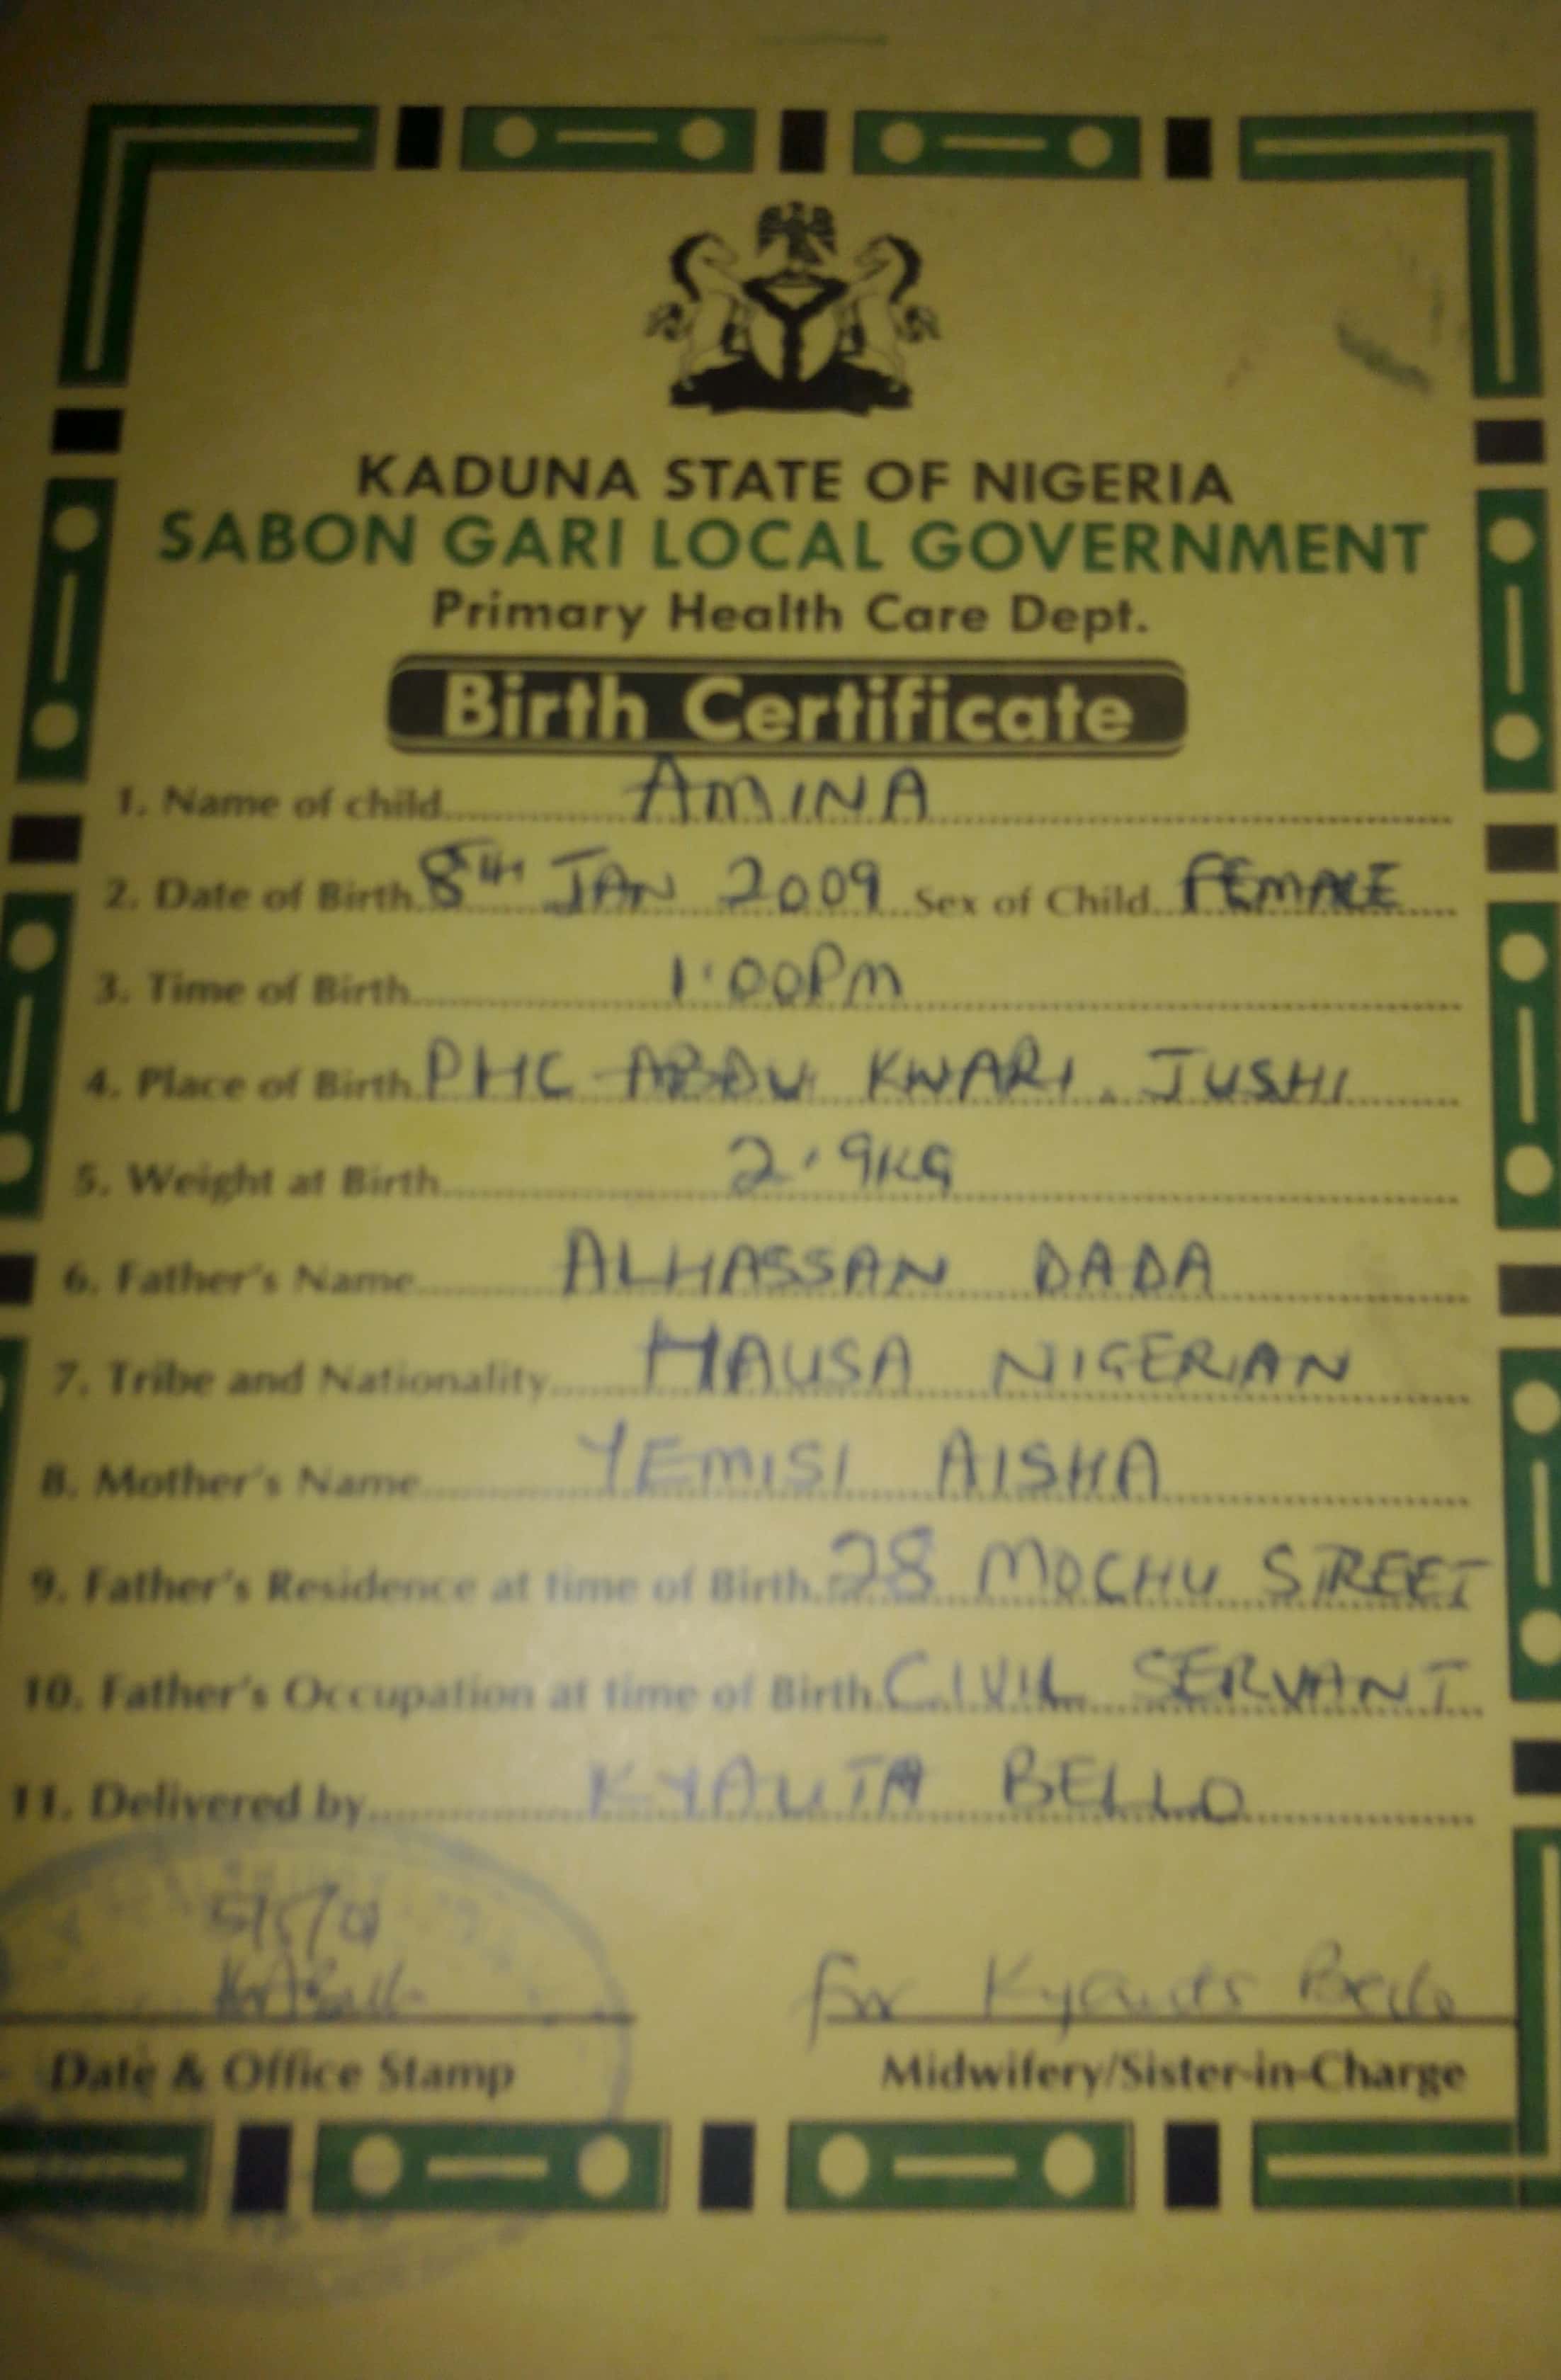 KADUNA STATE OF NIGERIA
SABON GARI LOCAL GOVERNMENT
Primary Health Care Dept.
Birth Certificate
1. Name of child AMINA
2. Date of Birth 8TH JAN 2009 Sex of Child FEMALE
3. Time of Birth 1.00PM
4. Place of Birth PHC ABDU KWARI, JUSHI
5. Weight at Birth 2.9KG
6. Father's Name ALHASSAN DADA
7. Tribe and Nationality HAUSA NIGERIAN
8. Mother's Name YEMISI AISHA
9. Father's Residence at time of Birth 28 MOCHU STREET
10. Father's Occupation at time of Birth CIVIL SERVANT
11. Delivered by KYAUTA BELLO
for Kyauta Bello
Date & Office Stamp Midwifery/Sister-in-Charge